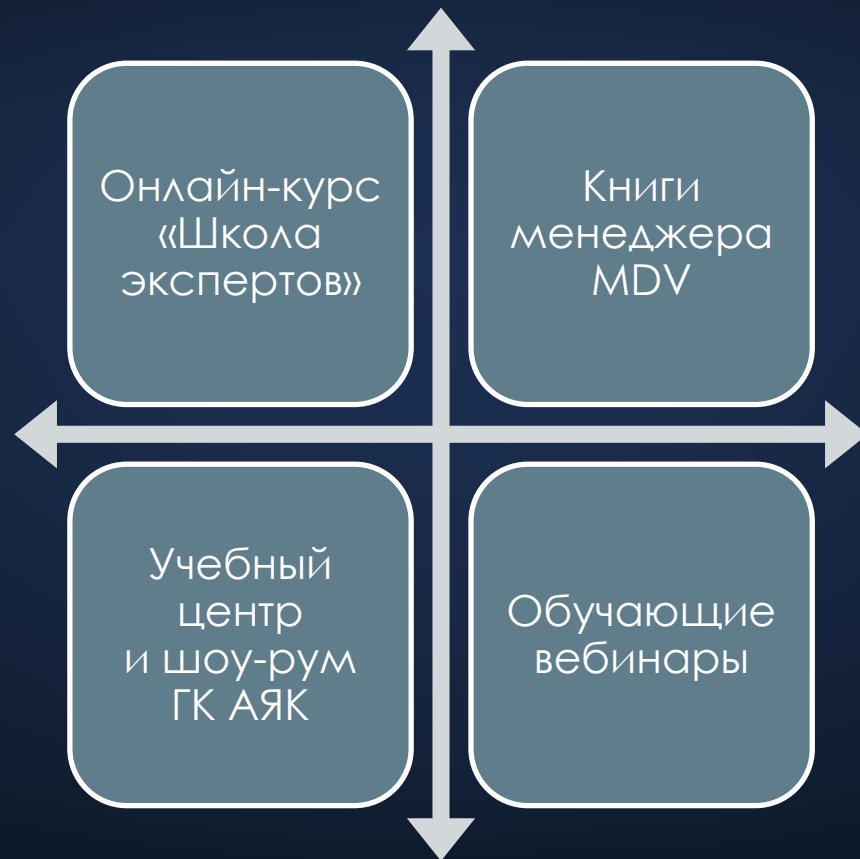 Онлайн-курс
«Школа
экспертов»
Книги
менеджера
MDV
Учебный
центр
и шоу-рум
ГК АЯК
Обучающие
вебинары